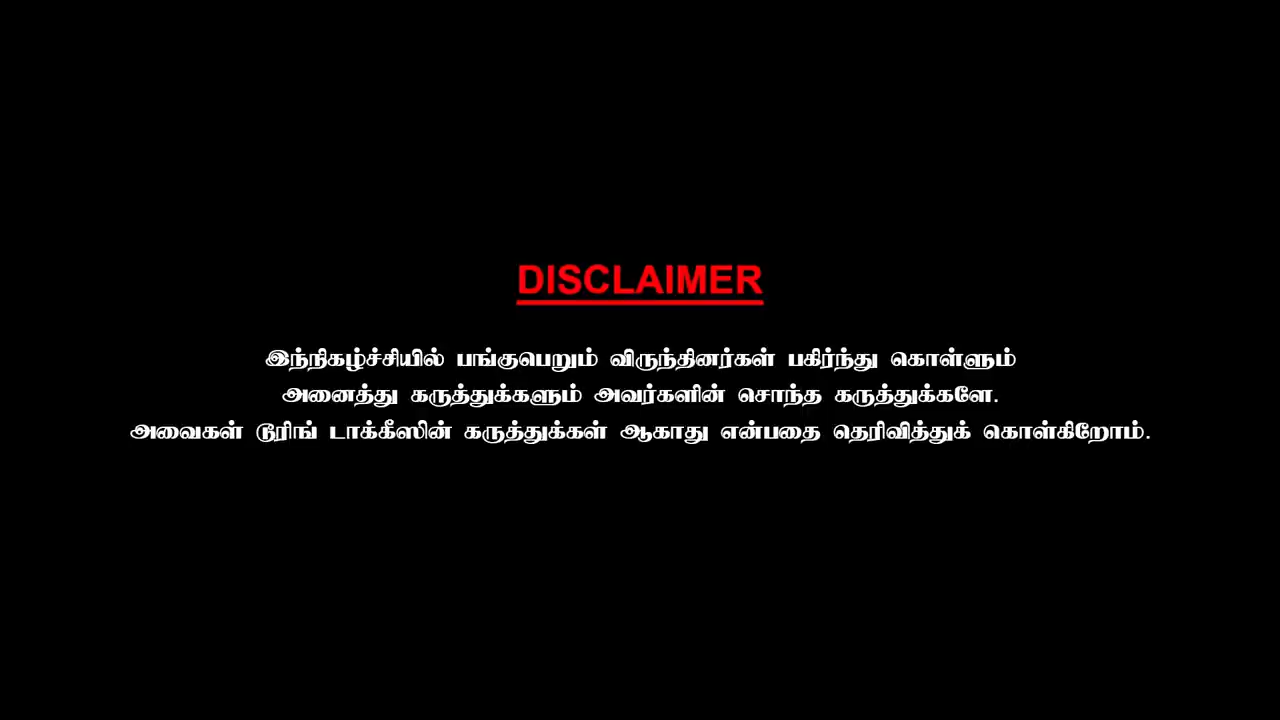 DISCLAIMER
இந்நிகழ்ச்சியில் பங்குபெறும் விருந்தினர்கள் பகிர்ந்து கொள்ளும்
அனைத்து கருத்துக்களும் அவர்களின் சொந்த கருத்துக்களே.
அவைகள் டூரிங் டாக்கீஸின் கருத்துக்கள் ஆகாது என்பதை தெரிவித்துக் கொள்கிறோம்.